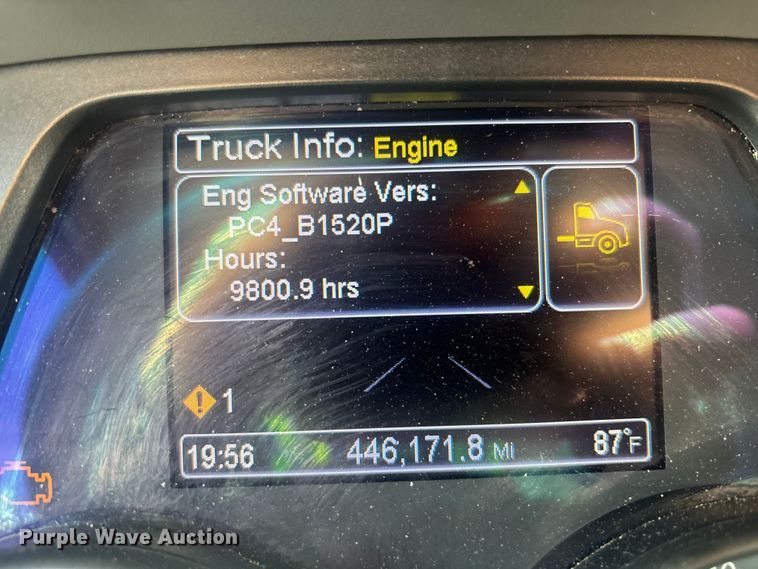 Truck Info: Engine
Eng Software Vers:
PC4_B1520P
Hours:
9800.9 hrs
1
19:56 446,171.8 MI 87°F
Purple Wave Auction